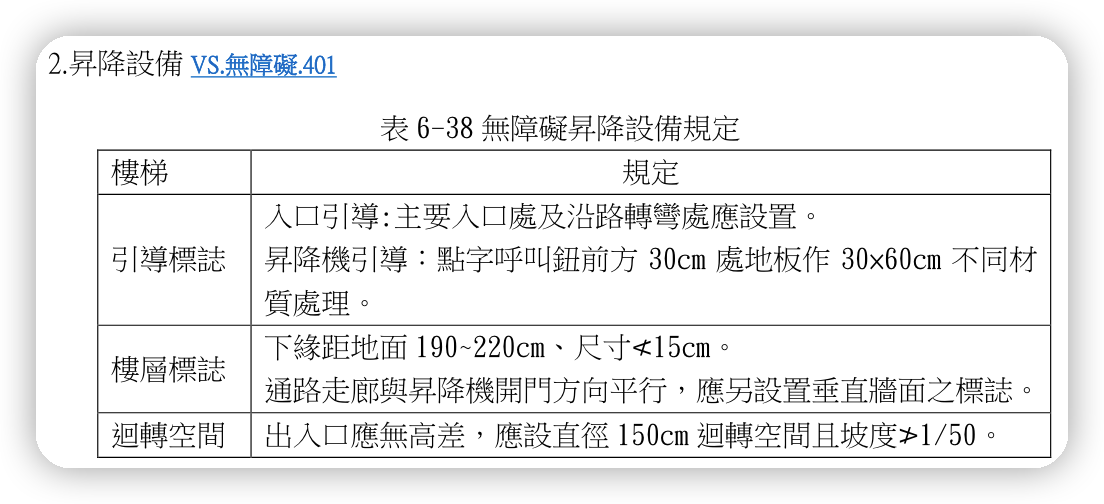 2.昇降設備 VS.無障礙.401
表 6-38 無障礙昇降設備規定
樓梯 規定
引導標誌
入口引導:主要入口處及沿路轉彎處應設置。
昇降機引導：點字呼叫鈕前方 30cm 處地板作 30×60cm 不同材
質處理。
樓層標誌
下緣距地面 190~220cm、尺寸≮15cm。
通路走廊與昇降機開門方向平行，應另設置垂直牆面之標誌。
迴轉空間 出入口應無高差，應設直徑 150cm 迴轉空間且坡度≯1/50。